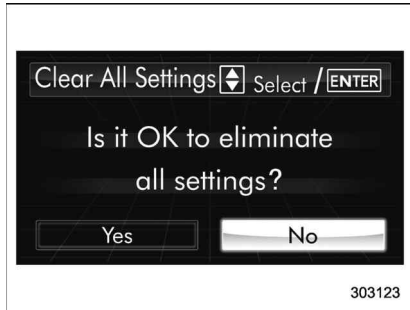 Clear All Settings Select / ENTER
Is it OK to eliminate
all settings?
Yes No
303123